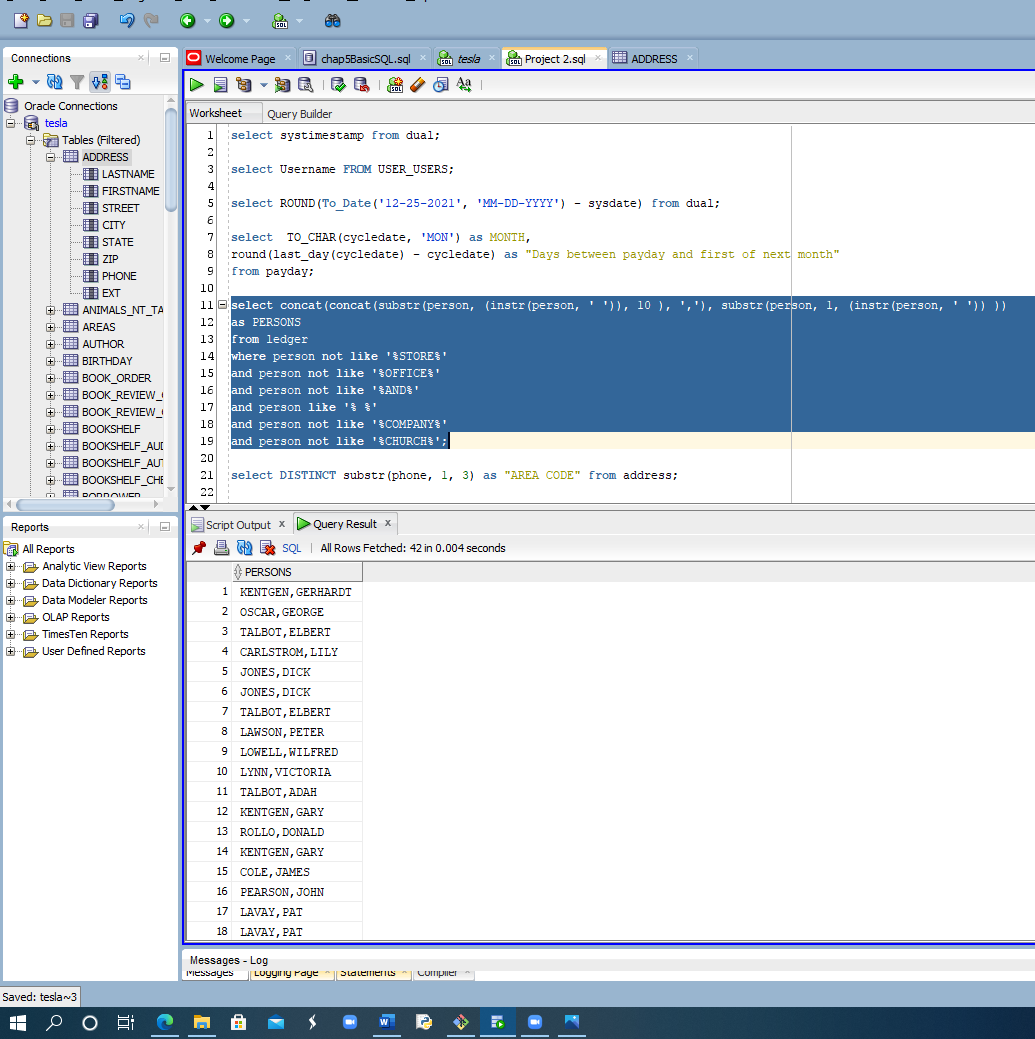 Connections
Oracle Connections
tesla
Tables (Filtered)
ADDRESS
LASTNAME
FIRSTNAME
STREET
CITY
STATE
ZIP
PHONE
EXT
ANIMALS_NT_TA
AREAS
AUTHOR
BIRTHDAY
BOOK_ORDER
BOOK_REVIEW_
BOOK_REVIEW_
BOOKSHELF
BOOKSHELF_AUD
BOOKSHELF_AUT
BOOKSHELF_CHE
BORROWER
Reports
All Reports
Analytic View Reports
Data Dictionary Reports
Data Modeler Reports
OLAP Reports
TimesTen Reports
User Defined Reports
Welcome Page chap5BasicSQL.sql tesla Project 2.sql ADDRESS
Worksheet Query Builder
1 select systimestamp from dual;
2
3 select Username FROM USER_USERS;
4
5 select ROUND(To_Date('12-25-2021', 'MM-DD-YYYY') - sysdate) from dual;
6
7 select  TO_CHAR(cycledate, 'MON') as MONTH,
8 round(last_day(cycledate) - cycledate) as "Days between payday and first of next month"
9 from payday;
10
11 select concat(concat(substr(person, (instr(person, ' ')), 10 ), ','), substr(person, 1, (instr(person, ' ')) ))
12 as PERSONS
13 from ledger
14 where person not like '%STORE%'
15 and person not like '%OFFICE%'
16 and person not like '%AND%'
17 and person like '% %'
18 and person not like '%COMPANY%'
19 and person not like '%CHURCH%';
20
21 select DISTINCT substr(phone, 1, 3) as "AREA CODE" from address;
22
Script Output x Query Result x
SQL | All Rows Fetched: 42 in 0.004 seconds
PERSONS
1 KENTGEN,GERHARDT
2 OSCAR,GEORGE
3 TALBOT,ELBERT
4 CARLSTROM,LILY
5 JONES,DICK
6 JONES,DICK
7 TALBOT,ELBERT
8 LAWSON,PETER
9 LOWELL,WILFRED
10 LYNN,VICTORIA
11 TALBOT,ADAH
12 KENTGEN,GARY
13 ROLLO,DONALD
14 KENTGEN,GARY
15 COLE,JAMES
16 PEARSON,JOHN
17 LAVAY,PAT
18 LAVAY,PAT
Messages - Log
Messages Logging Page Statements Compiler
Saved: tesla~3